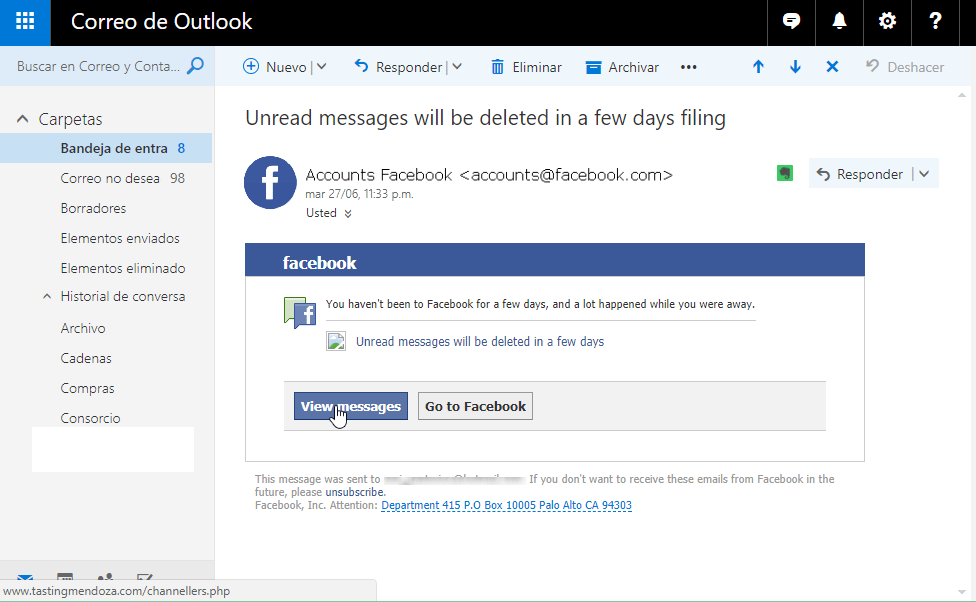 Correo de Outlook
Buscar en Correo y Conta...
Nuevo
Responder
Eliminar
Archivar
Deshacer
Carpetas
Bandeja de entra 8
Correo no desea 98
Borradores
Elementos enviados
Elementos eliminado
Historial de conversa
Archivo
Cadenas
Compras
Consorcio
Unread messages will be deleted in a few days filing
Accounts Facebook <accounts@facebook.com>
mar 27/06, 11:33 p.m.
Usted
Responder
facebook
You haven't been to Facebook for a few days, and a lot happened while you were away.
Unread messages will be deleted in a few days
View messages
Go to Facebook
This message was sent to If you don't want to receive these emails from Facebook in the
future, please unsubscribe.
Facebook, Inc. Attention: Department 415 P.O Box 10005 Palo Alto CA 94303
www.tastingmendoza.com/channellers.php